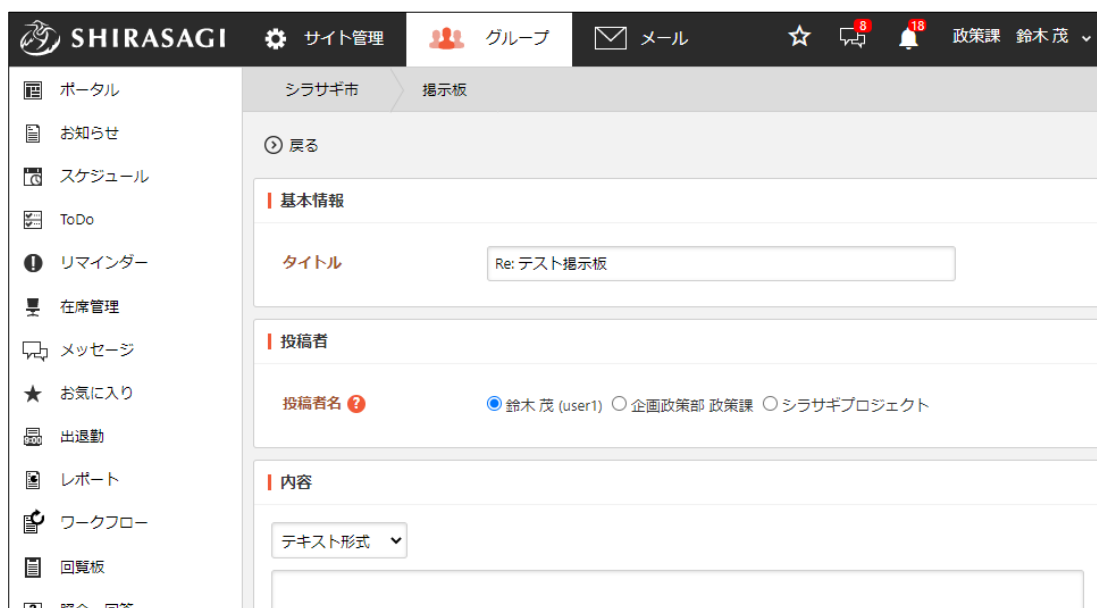 SHIRASAGI サイト管理 グループ メール 8 18 政策課 鈴木 茂
ポータル
お知らせ
スケジュール
ToDo
リマインダー
在席管理
メッセージ
お気に入り
9:00 出退勤
レポート
ワークフロー
回覧板
照会・回答
シラサギ市 掲示板
戻る
基本情報
タイトル Re: テスト掲示板
投稿者
投稿者名 ? 鈴木 茂 (user1) 企画政策部 政策課 シラサギプロジェクト
内容
テキスト形式